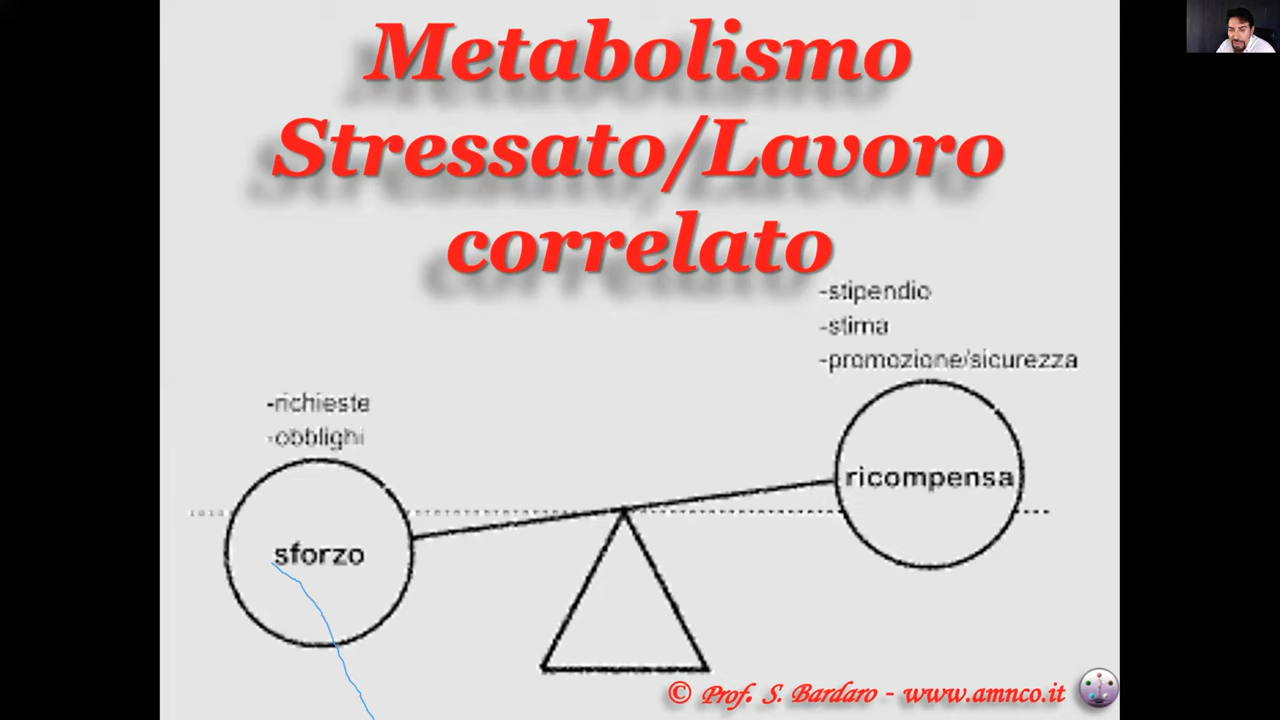 Metabolismo
Stressato/Lavoro
correlato
-stipendio
-stima
-promozione/sicurezza
-richieste
-obblighi
ricompensa
sforzo
© Prof. S. Bardaro - www.amnco.it